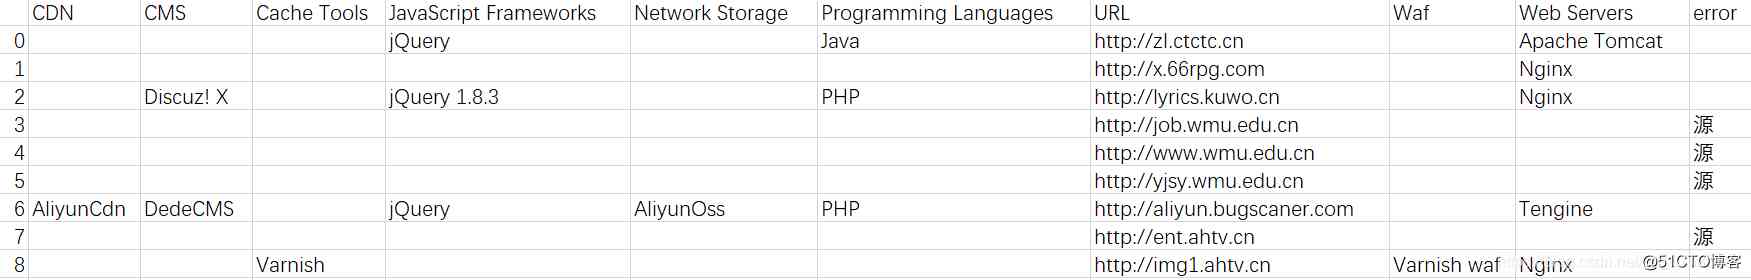 CDN CMS Cache Tools JavaScript Frameworks Network Storage Programming Languages URL Waf Web Servers error
0 jQuery Java http://zl.ctctc.cn Apache Tomcat
1 http://x.66rpg.com Nginx
2 Discuz! X jQuery 1.8.3 PHP http://lyrics.kuwo.cn Nginx
3 http://job.wmu.edu.cn 源
4 http://www.wmu.edu.cn 源
5 http://yjsy.wmu.edu.cn 源
6 AliyunCdn DedeCMS jQuery AliyunOss PHP http://aliyun.bugscaner.com Tengine
7 http://ent.ahtv.cn 源
8 Varnish http://img1.ahtv.cn Varnish waf Nginx
@51CTO博客